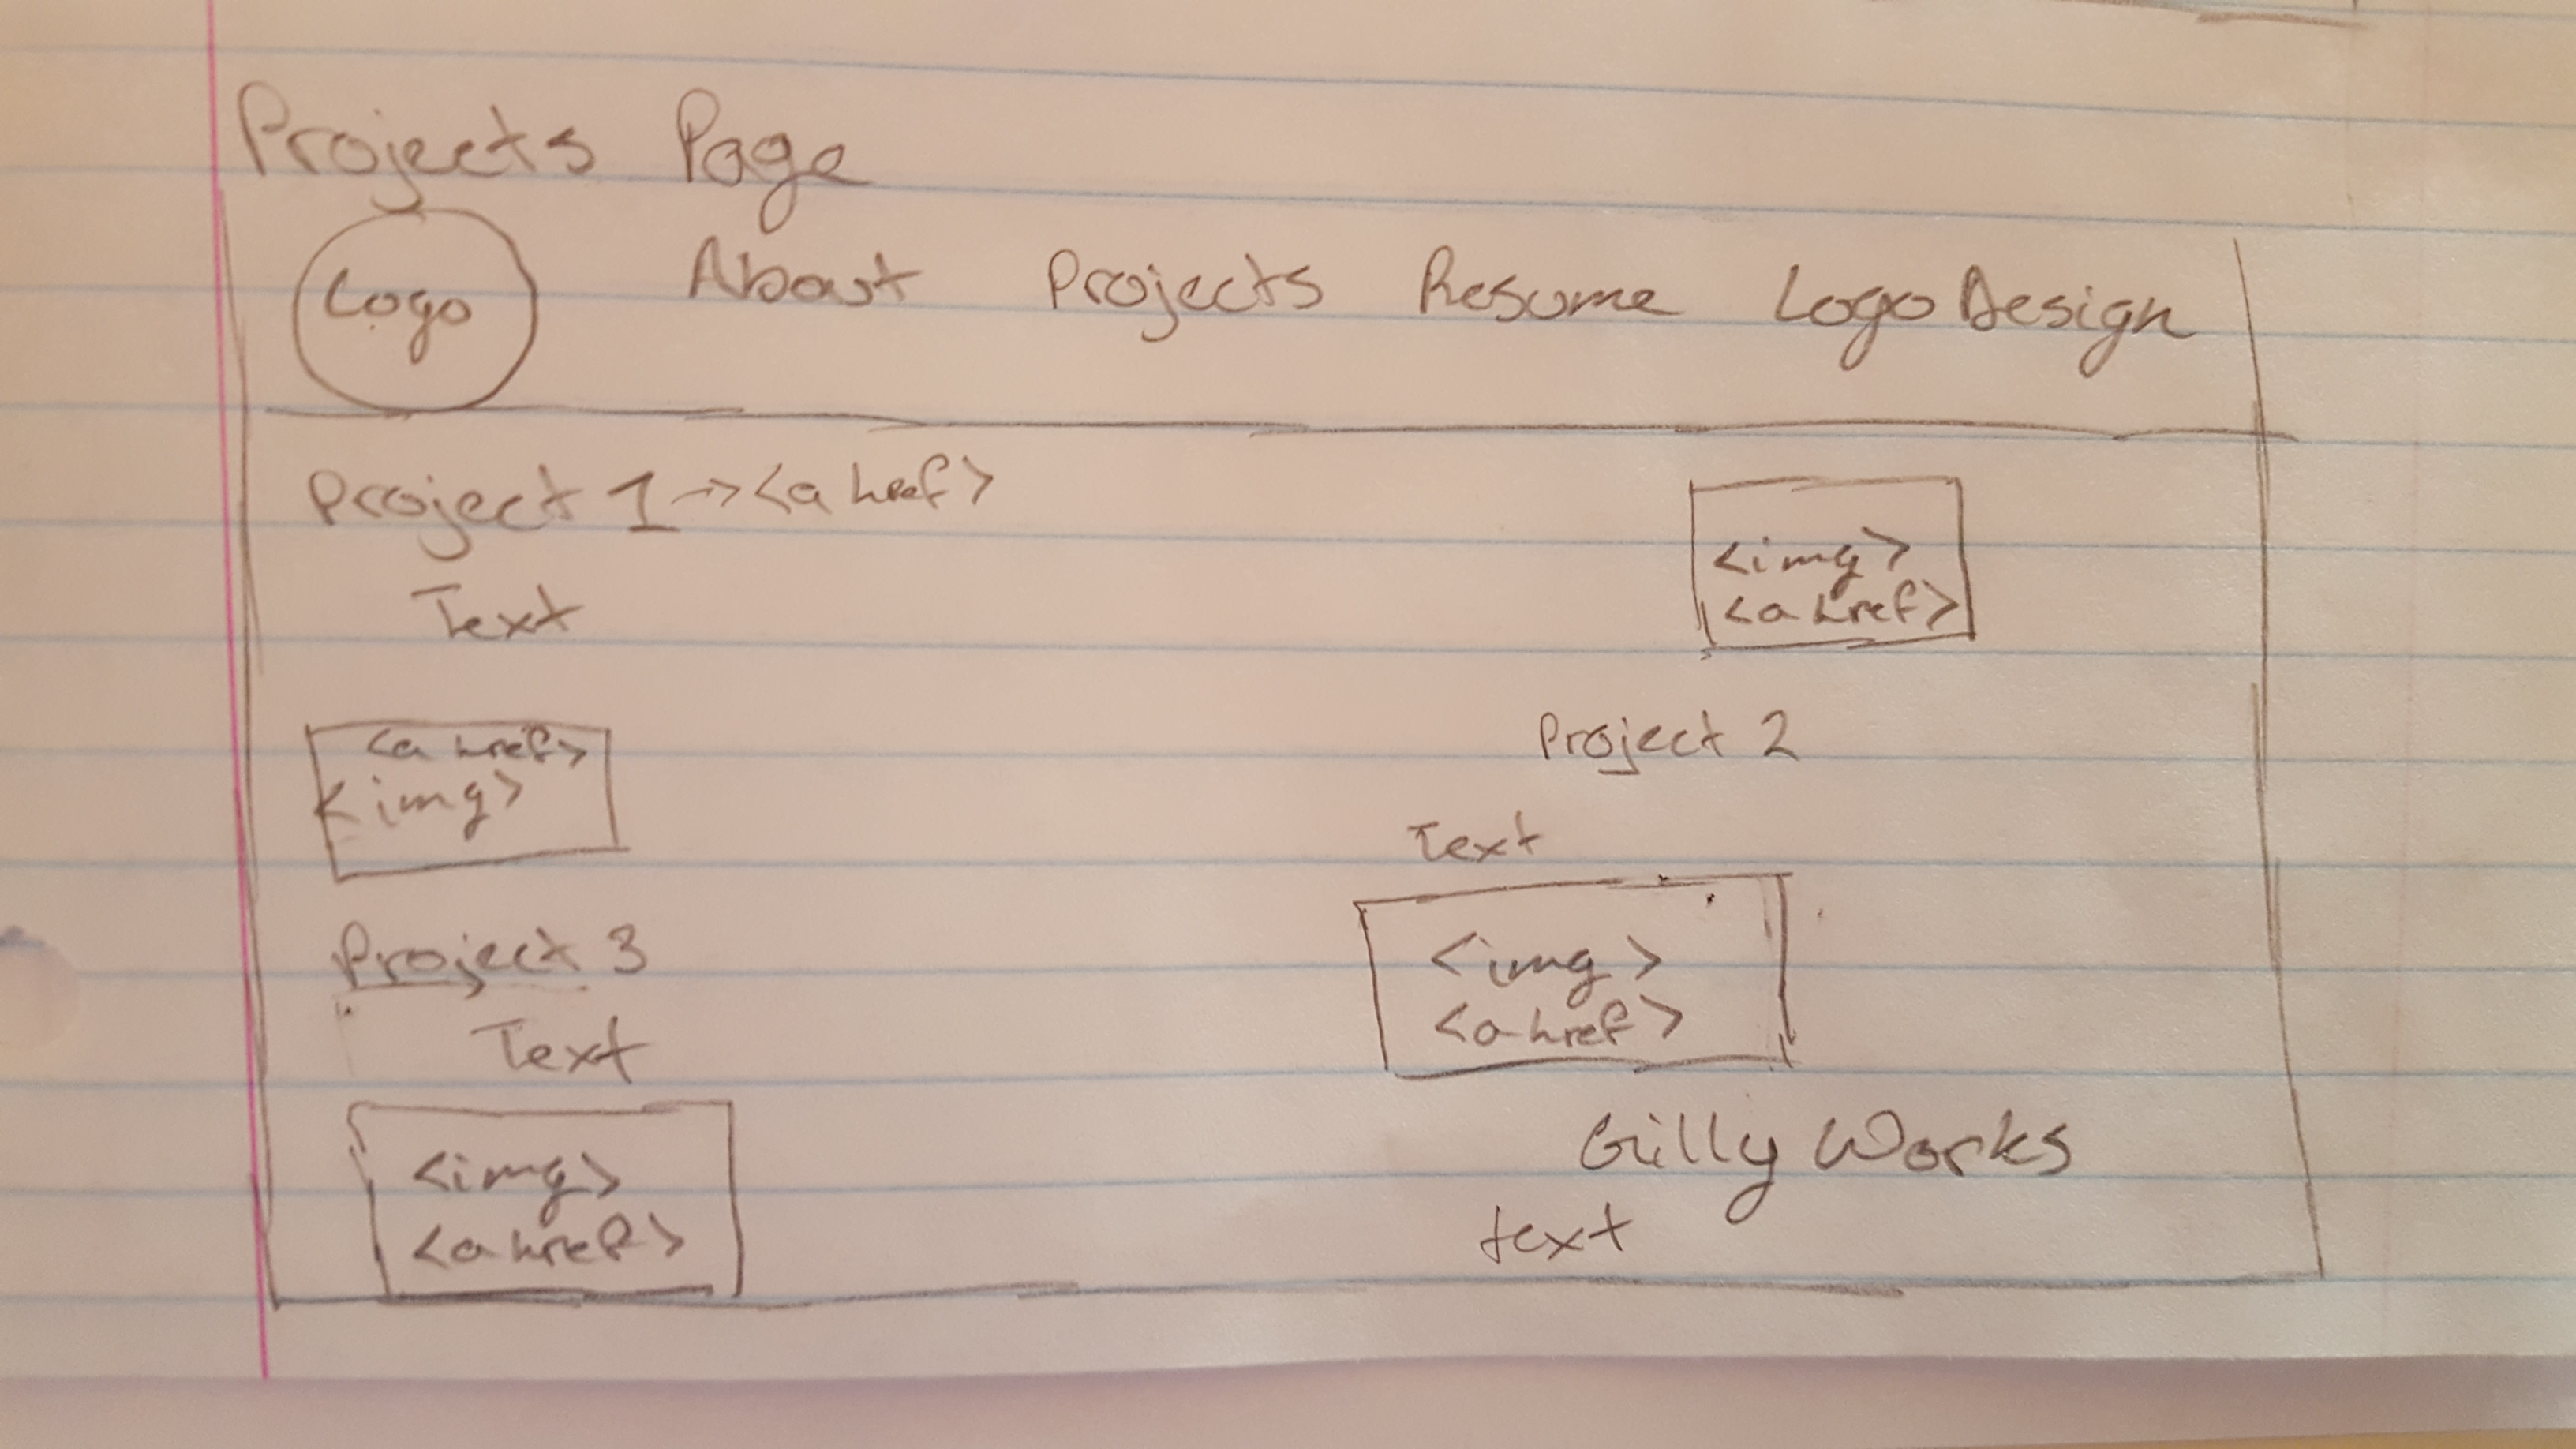 Projects Page
Logo About Projects Resume Logo Design
Project 1 → <a href>
Text
<img>
<a href>
<a href>
<img>
Project 2
Text
Project 3
Text
<img>
<a href>
<img>
<a href>
Gilly Works
text